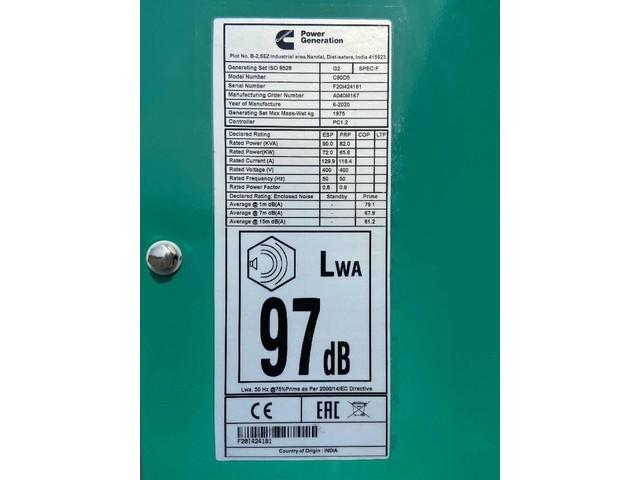 Power
Generation
Plot No. B-2,SEZ Industrial area,Nandal, Dist-satara, India 415523
Generating Set ISO 8528 G2 SPEC-F
Model Number C90D5
Serial Number F20I424181
Manufacturing Order Number A040M167
Year of Manufacture 6-2020
Generating Set Max Mass-Wet kg 1975
Controller PC1.2
Declared Rating ESP PRP COP LTP
Rated Power (KVA) 90.0 82.0
Rated Power(KW) 72.0 65.6
Rated Current (A) 129.9 118.4
Rated Voltage (V) 400 400
Rated Frequency (Hz) 50 50
Rated Power Factor 0.8 0.8
Declared Rating: Enclosed Noise Standby Prime
Average @ 1m dB(A) - 79.1
Average @ 7m dB(A) - 67.9
Average @ 15m dB(A) - 61.2
LWA
97 dB
Lwa, 50 Hz @75%Prime as Per 2000/14/EC Directive
CE EAC
F20I424181
Country of Origin : INDIA